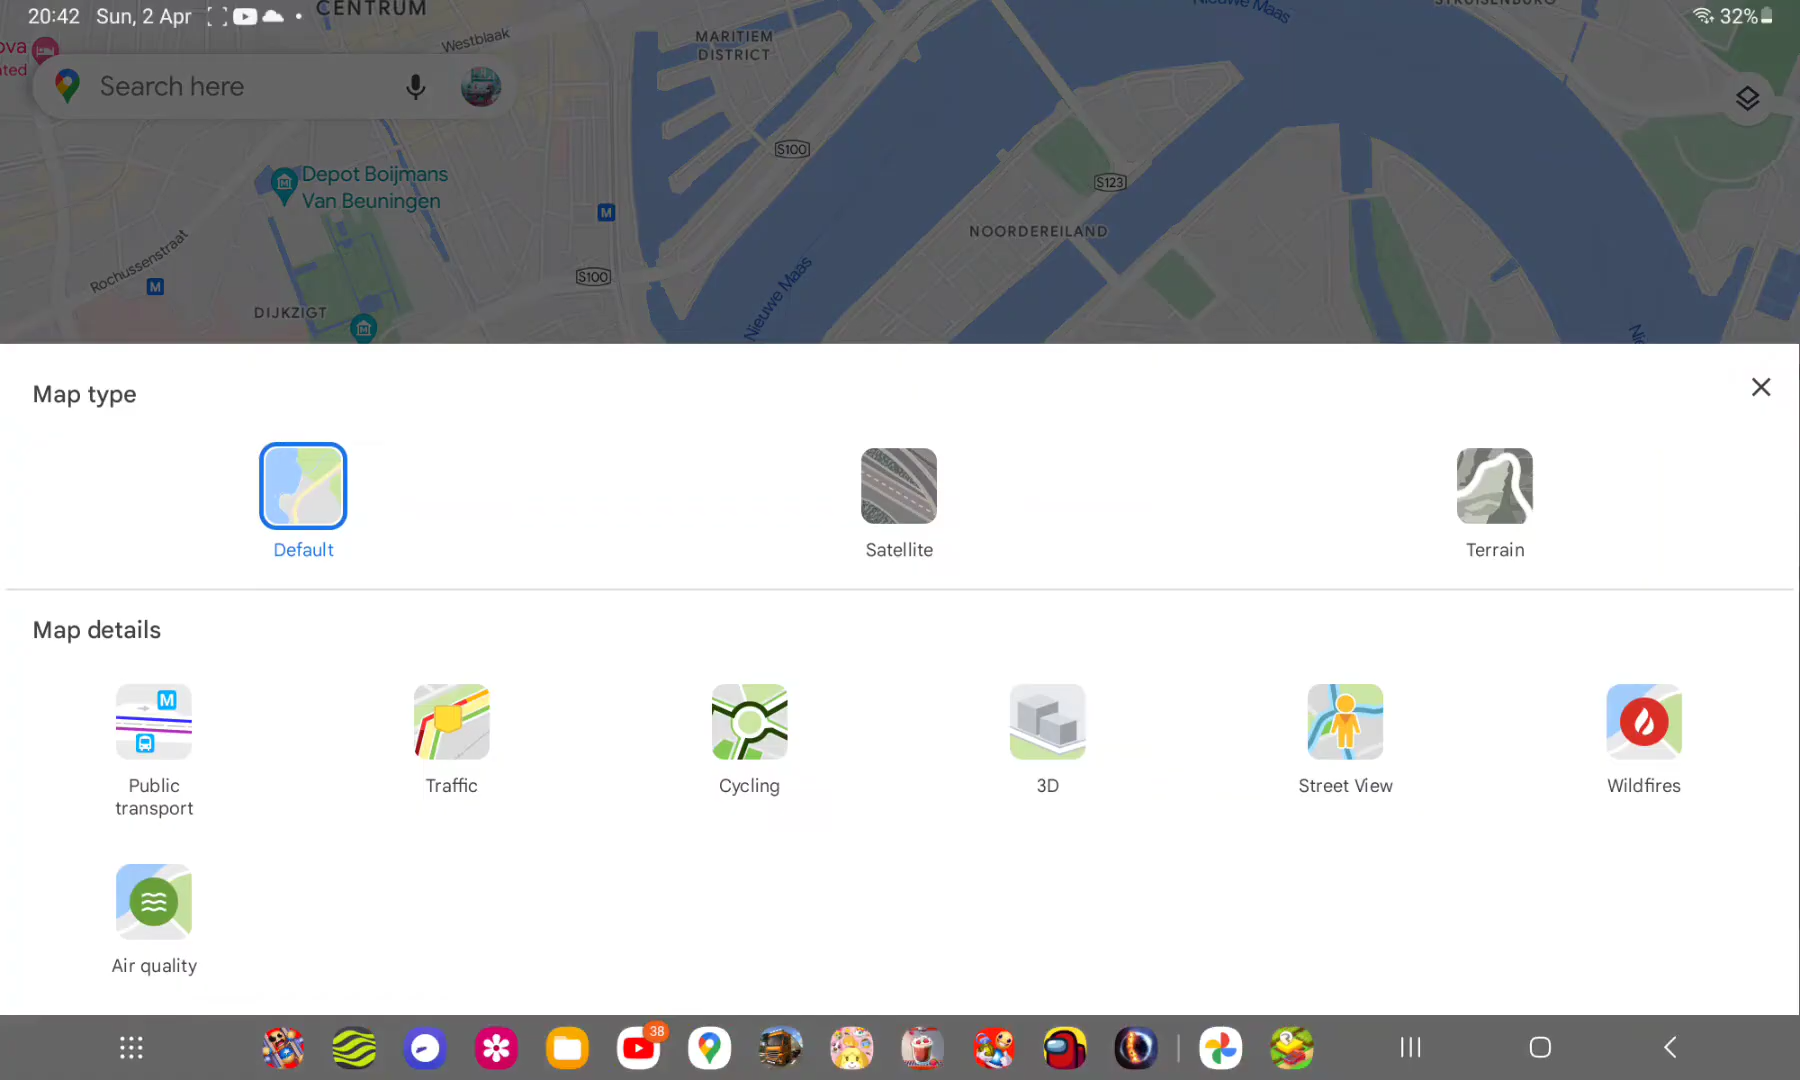 20:42 Sun, 2 Apr
32%
CENTRUM
Westblaak
MARITIEM
DISTRICT
Nieuwe Maas
Search here
S100
Depot Boijmans
Van Beuningen
M
S123
NOORDEREILAND
Rochussenstraat
M
S100
Nieuwe Maas
DIJKZIGT
Map type
Default
Satellite
Terrain
Map details
M
Public
transport
Traffic
Cycling
3D
Street View
Wildfires
Air quality
38